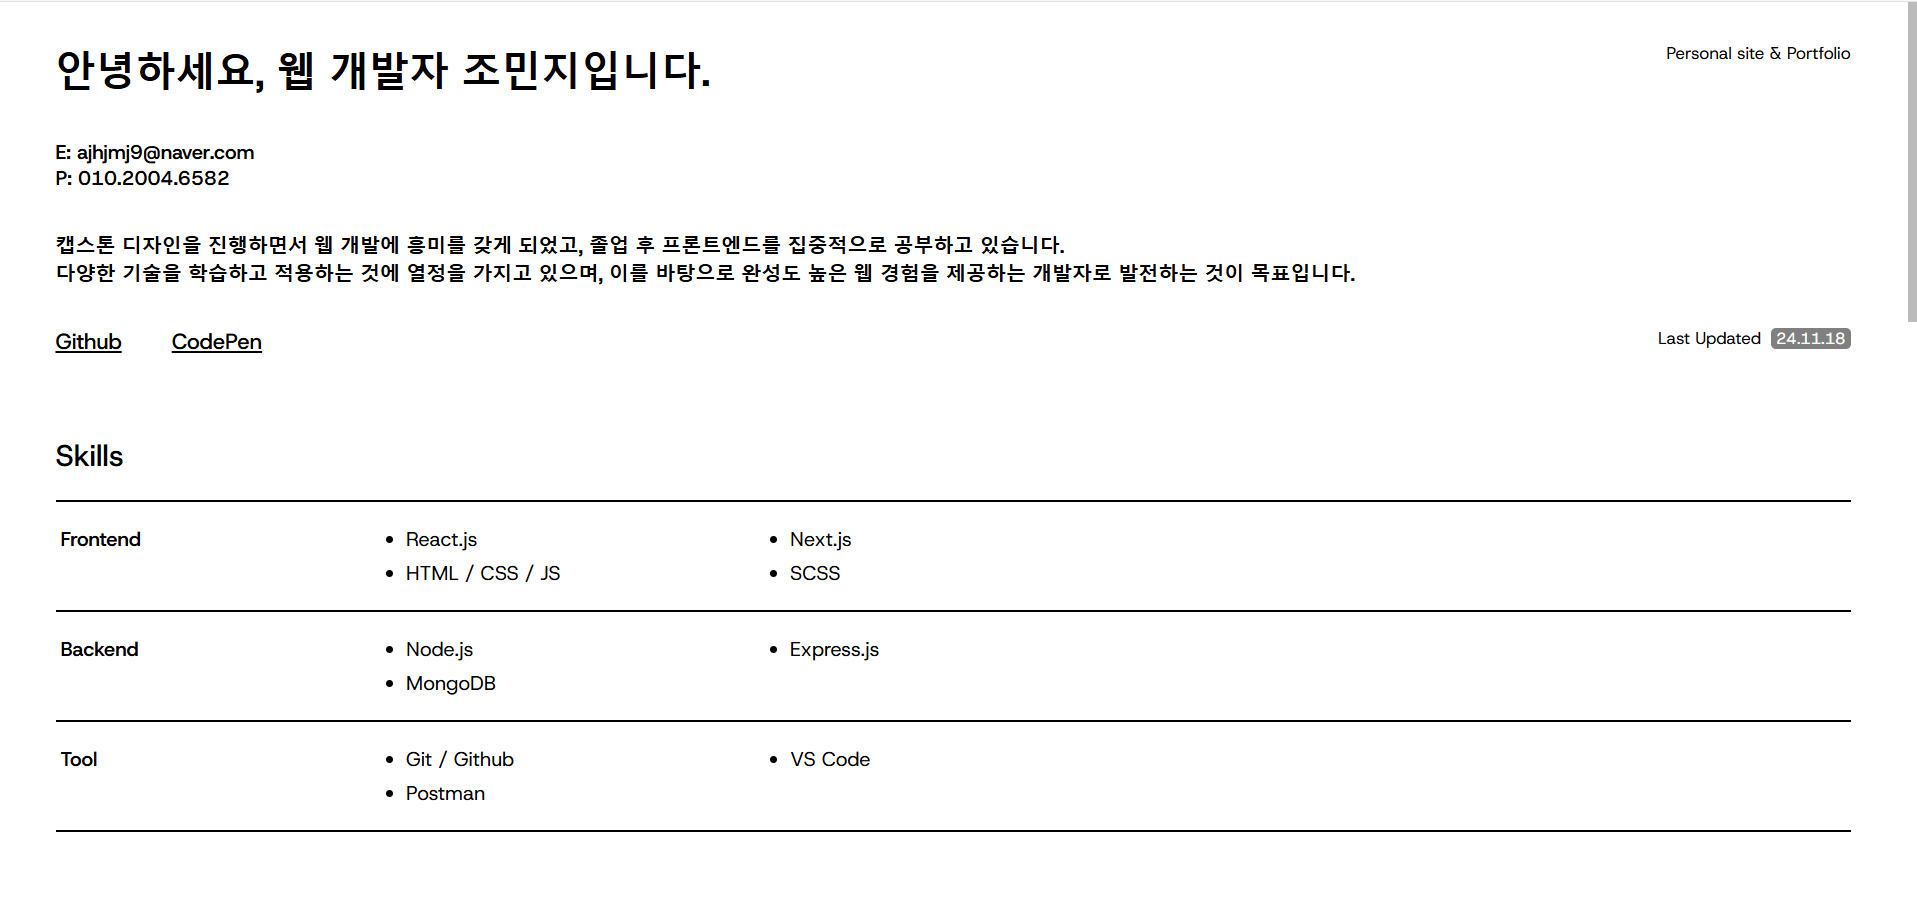 안녕하세요, 웹 개발자 조민지입니다.
Personal site & Portfolio
E: ajhjmj9@naver.com
P: 010.2004.6582
캡스톤 디자인을 진행하면서 웹 개발에 흥미를 갖게 되었고, 졸업 후 프론트엔드를 집중적으로 공부하고 있습니다.
다양한 기술을 학습하고 적용하는 것에 열정을 가지고 있으며, 이를 바탕으로 완성도 높은 웹 경험을 제공하는 개발자로 발전하는 것이 목표입니다.
Github CodePen
Last Updated 24.11.18
Skills
Frontend
React.js
Next.js
HTML / CSS / JS
SCSS
Backend
Node.js
Express.js
MongoDB
Tool
Git / Github
VS Code
Postman